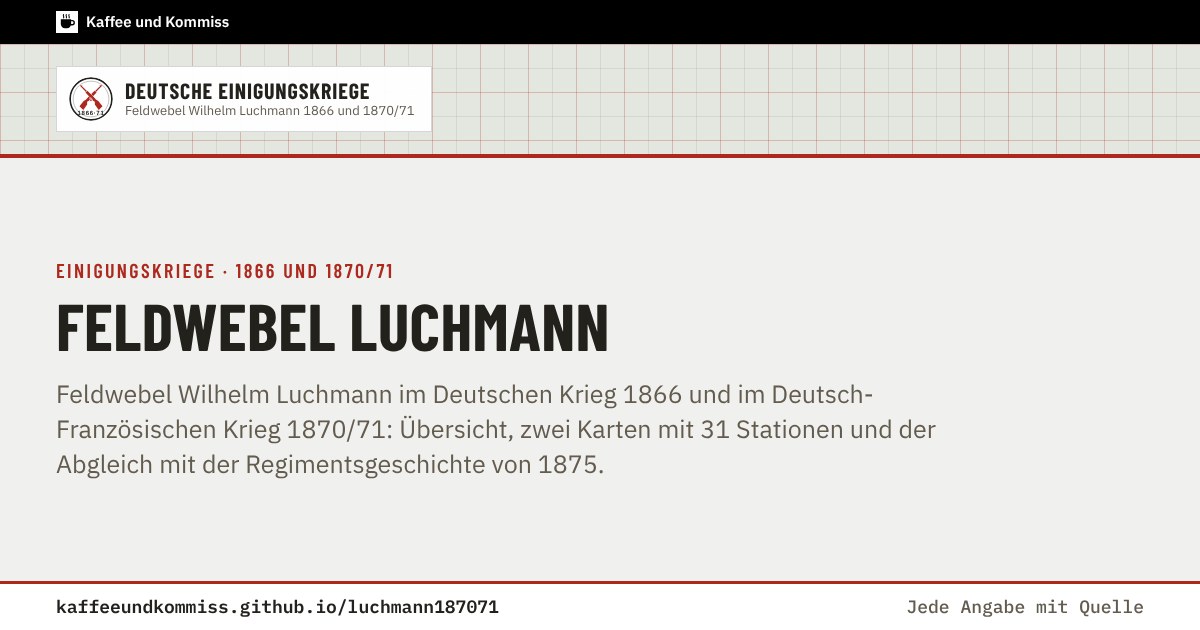 Kaffee und Kommiss
1866·71
DEUTSCHE EINIGUNGSKRIEGE
Feldwebel Wilhelm Luchmann 1866 und 1870/71
EINIGUNGSKRIEGE · 1866 UND 1870/71
FELDWEBEL LUCHMANN
Feldwebel Wilhelm Luchmann im Deutschen Krieg 1866 und im Deutsch-
Französischen Krieg 1870/71: Übersicht, zwei Karten mit 31 Stationen und der
Abgleich mit der Regimentsgeschichte von 1875.
kaffeeundkommiss.github.io/luchmann187071
Jede Angabe mit Quelle